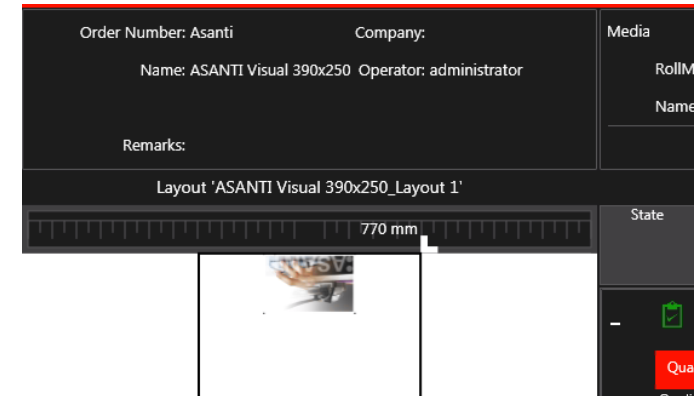 Order Number: Asanti
Company:
Name: ASANTI Visual 390x250
Operator: administrator
Remarks:
Media
RollM
Name
Layout 'ASANTI Visual 390x250_Layout 1'
770 mm
State
ASANTI
Qua